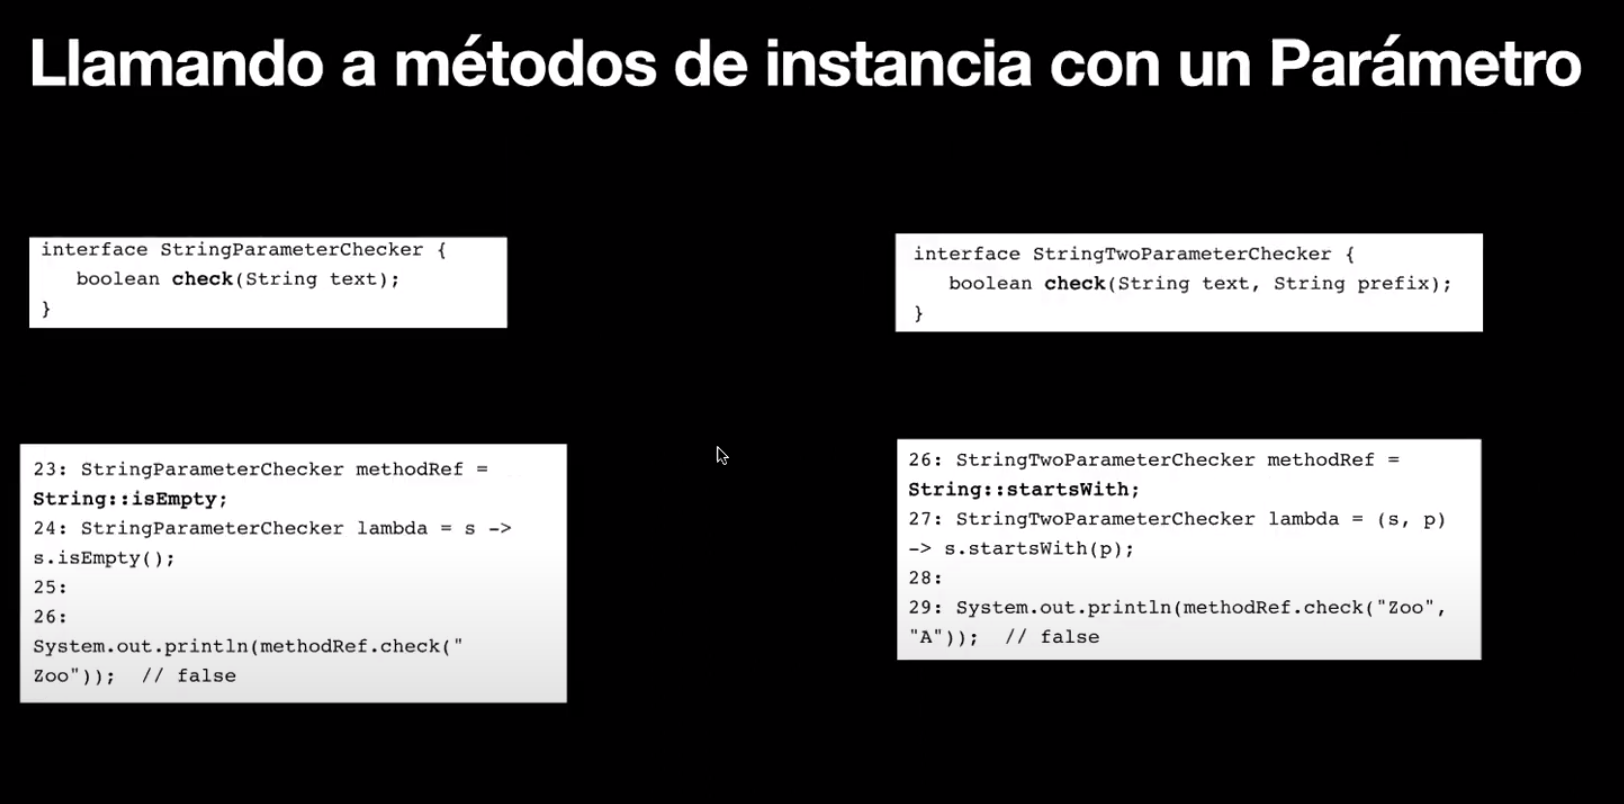 Llamando a métodos de instancia con un Parámetro
interface StringParameterChecker {
boolean check(String text);
}
interface StringTwoParameterChecker {
boolean check(String text, String prefix);
}
23: StringParameterChecker methodRef =
String::isEmpty;
24: StringParameterChecker lambda = s ->
s.isEmpty();
25:
26:
System.out.println(methodRef.check("
Zoo"));  // false
26: StringTwoParameterChecker methodRef =
String::startsWith;
27: StringTwoParameterChecker lambda = (s, p)
-> s.startsWith(p);
28:
29: System.out.println(methodRef.check("Zoo",
"A"));  // false